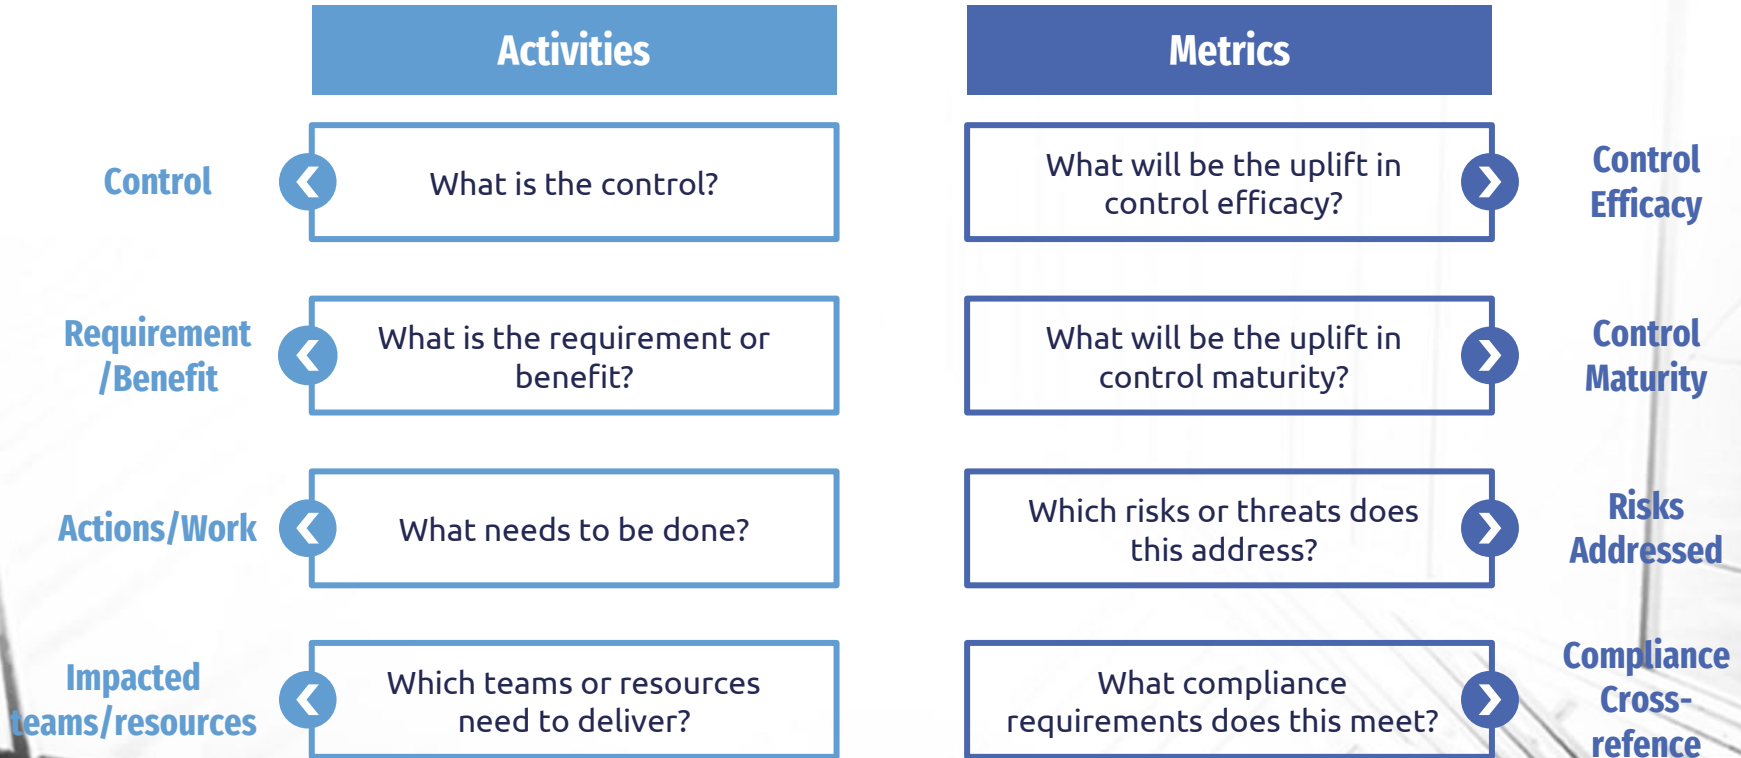 Activities
Metrics
Control
What is the control?
What will be the uplift in
control efficacy?
Control
Efficacy
Requirement
/Benefit
What is the requirement or
benefit?
What will be the uplift in
control maturity?
Control
Maturity
Actions/Work
What needs to be done?
Which risks or threats does
this address?
Risks
Addressed
Impacted
teams/resources
Which teams or resources
need to deliver?
What compliance
requirements does this meet?
Compliance
Cross-
refence